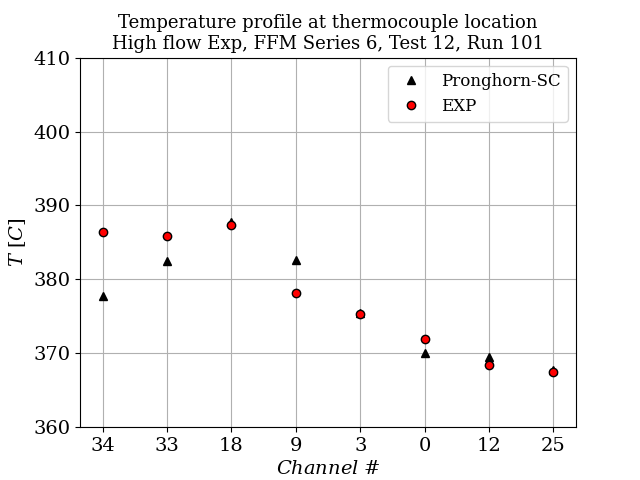 Temperature profile at thermocouple location
High flow Exp, FFM Series 6, Test 12, Run 101
410
400
390
380
370
360
T [C]
Pronghorn-SC
EXP
34 33 18 9 3 0 12 25
Channel #